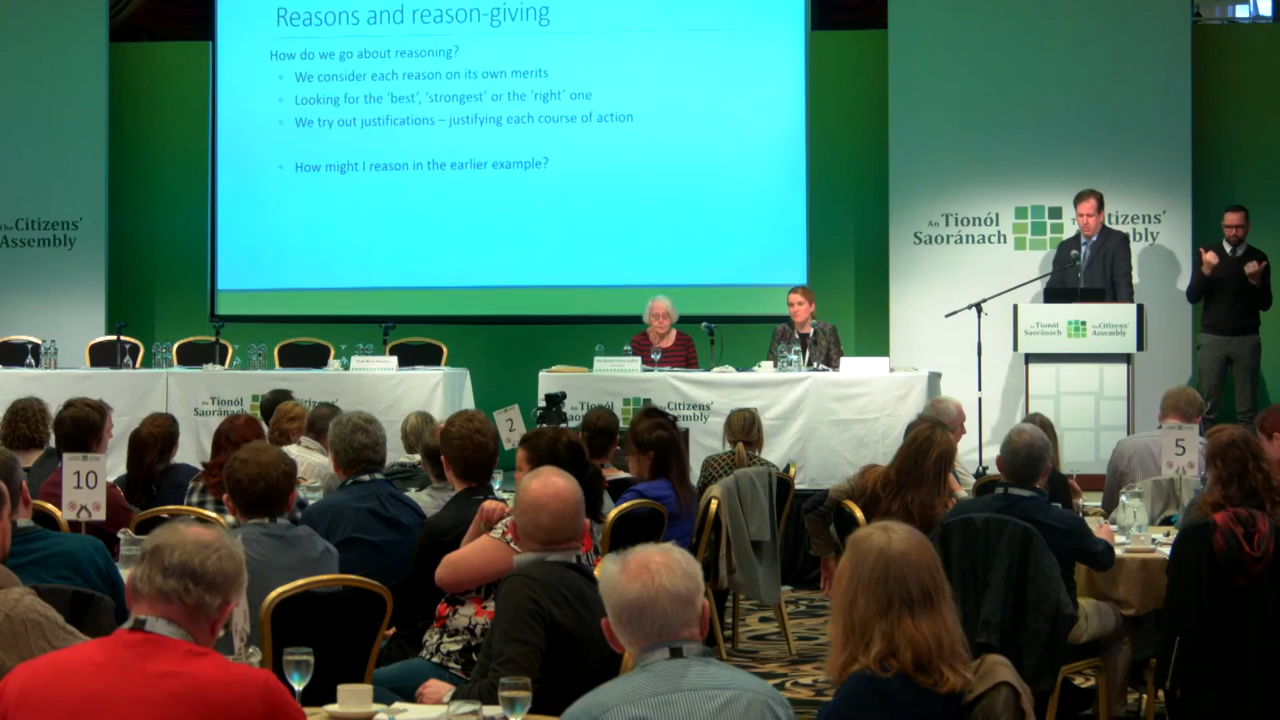 Reasons and reason-giving
How do we go about reasoning?
We consider each reason on its own merits
Looking for the 'best', 'strongest' or the 'right' one
We try out justifications – justifying each course of action
How might I reason in the earlier example?
The Citizens'
Assembly
An Tionól
Saoránach
The Citizens'
Assembly
An Tionól
Saoránach
The Citizens'
Assembly
An Tionól
Saoránach
An Tionól
Saoránach
The Citizens'
Assembly
2
10
5